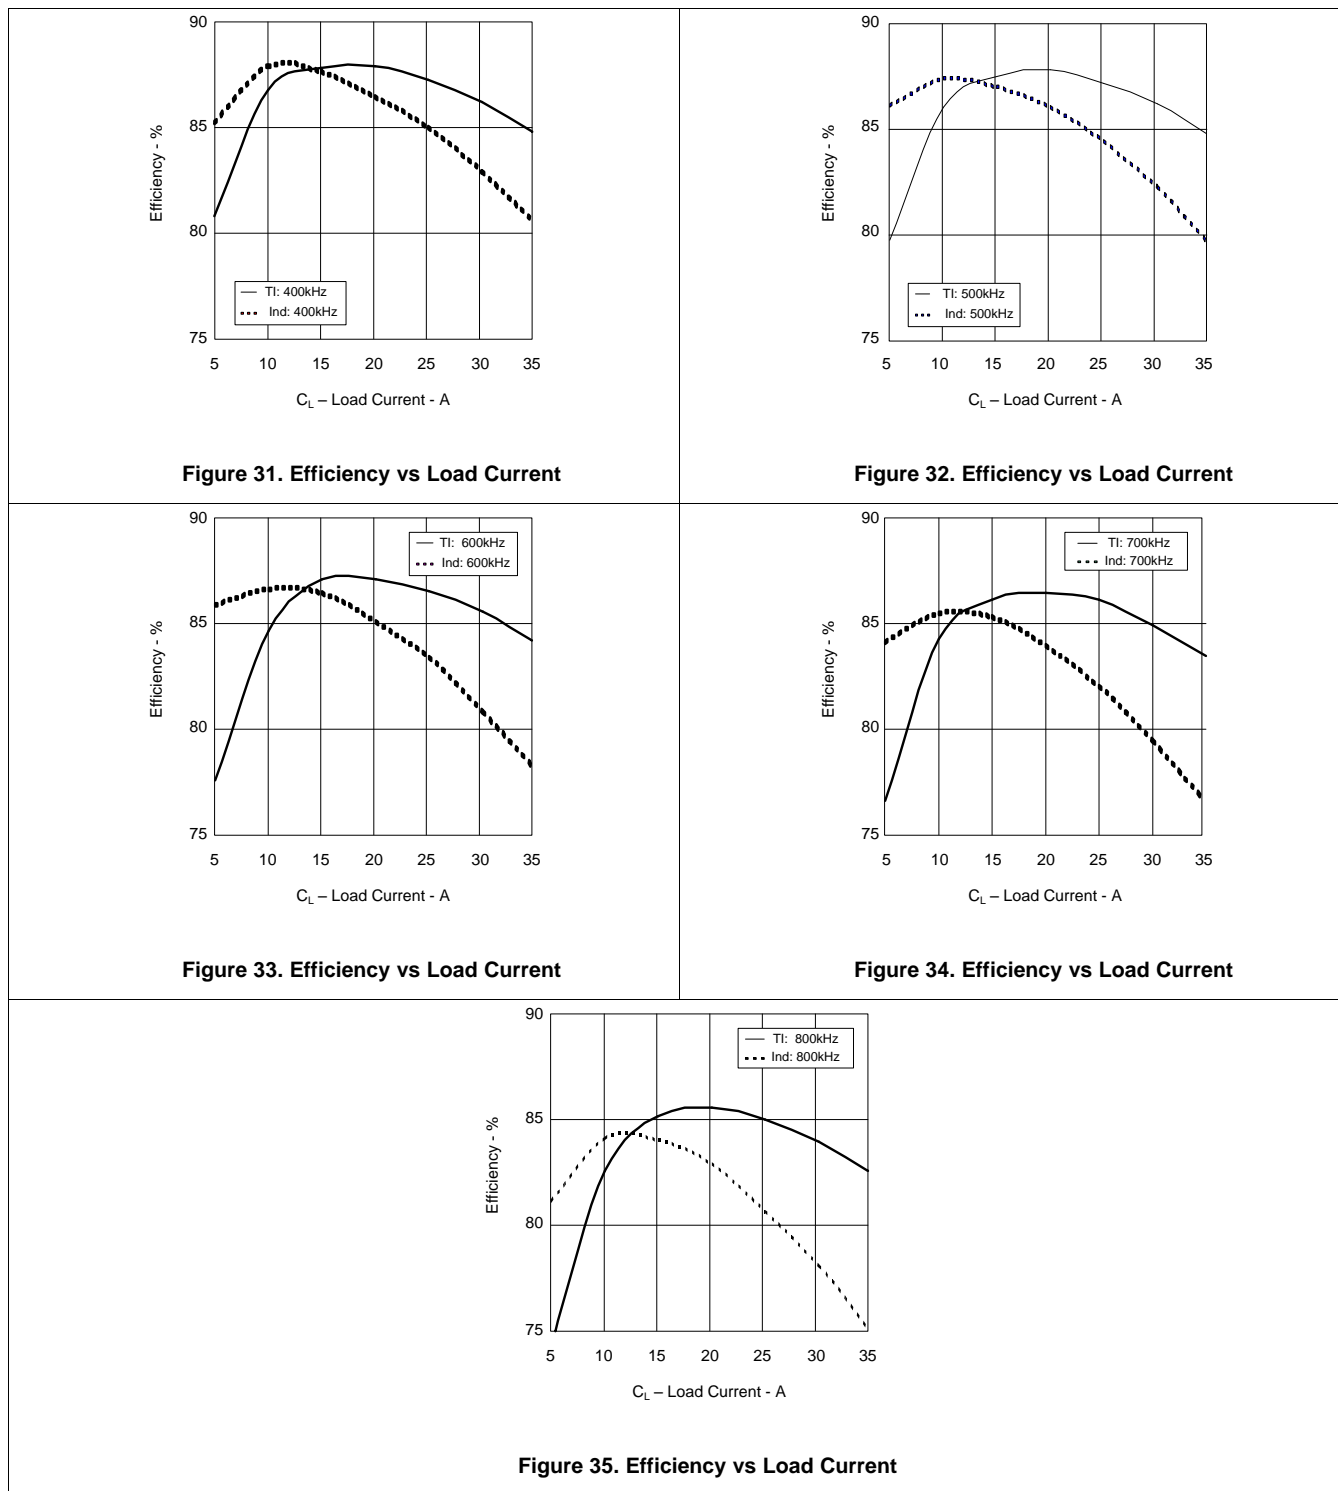 90
85
80
75
Efficiency - %
TI: 400kHz
Ind: 400kHz
5 10 15 20 25 30 35
C_L – Load Current - A
Figure 31. Efficiency vs Load Current
90
85
80
75
Efficiency - %
TI: 500kHz
Ind: 500kHz
5 10 15 20 25 30 35
C_L – Load Current - A
Figure 32. Efficiency vs Load Current
90
85
80
75
Efficiency - %
TI: 600kHz
Ind: 600kHz
5 10 15 20 25 30 35
C_L – Load Current - A
Figure 33. Efficiency vs Load Current
90
85
80
75
Efficiency - %
TI: 700kHz
Ind: 700kHz
5 10 15 20 25 30 35
C_L – Load Current - A
Figure 34. Efficiency vs Load Current
90
85
80
75
Efficiency - %
TI: 800kHz
Ind: 800kHz
5 10 15 20 25 30 35
C_L – Load Current - A
Figure 35. Efficiency vs Load Current